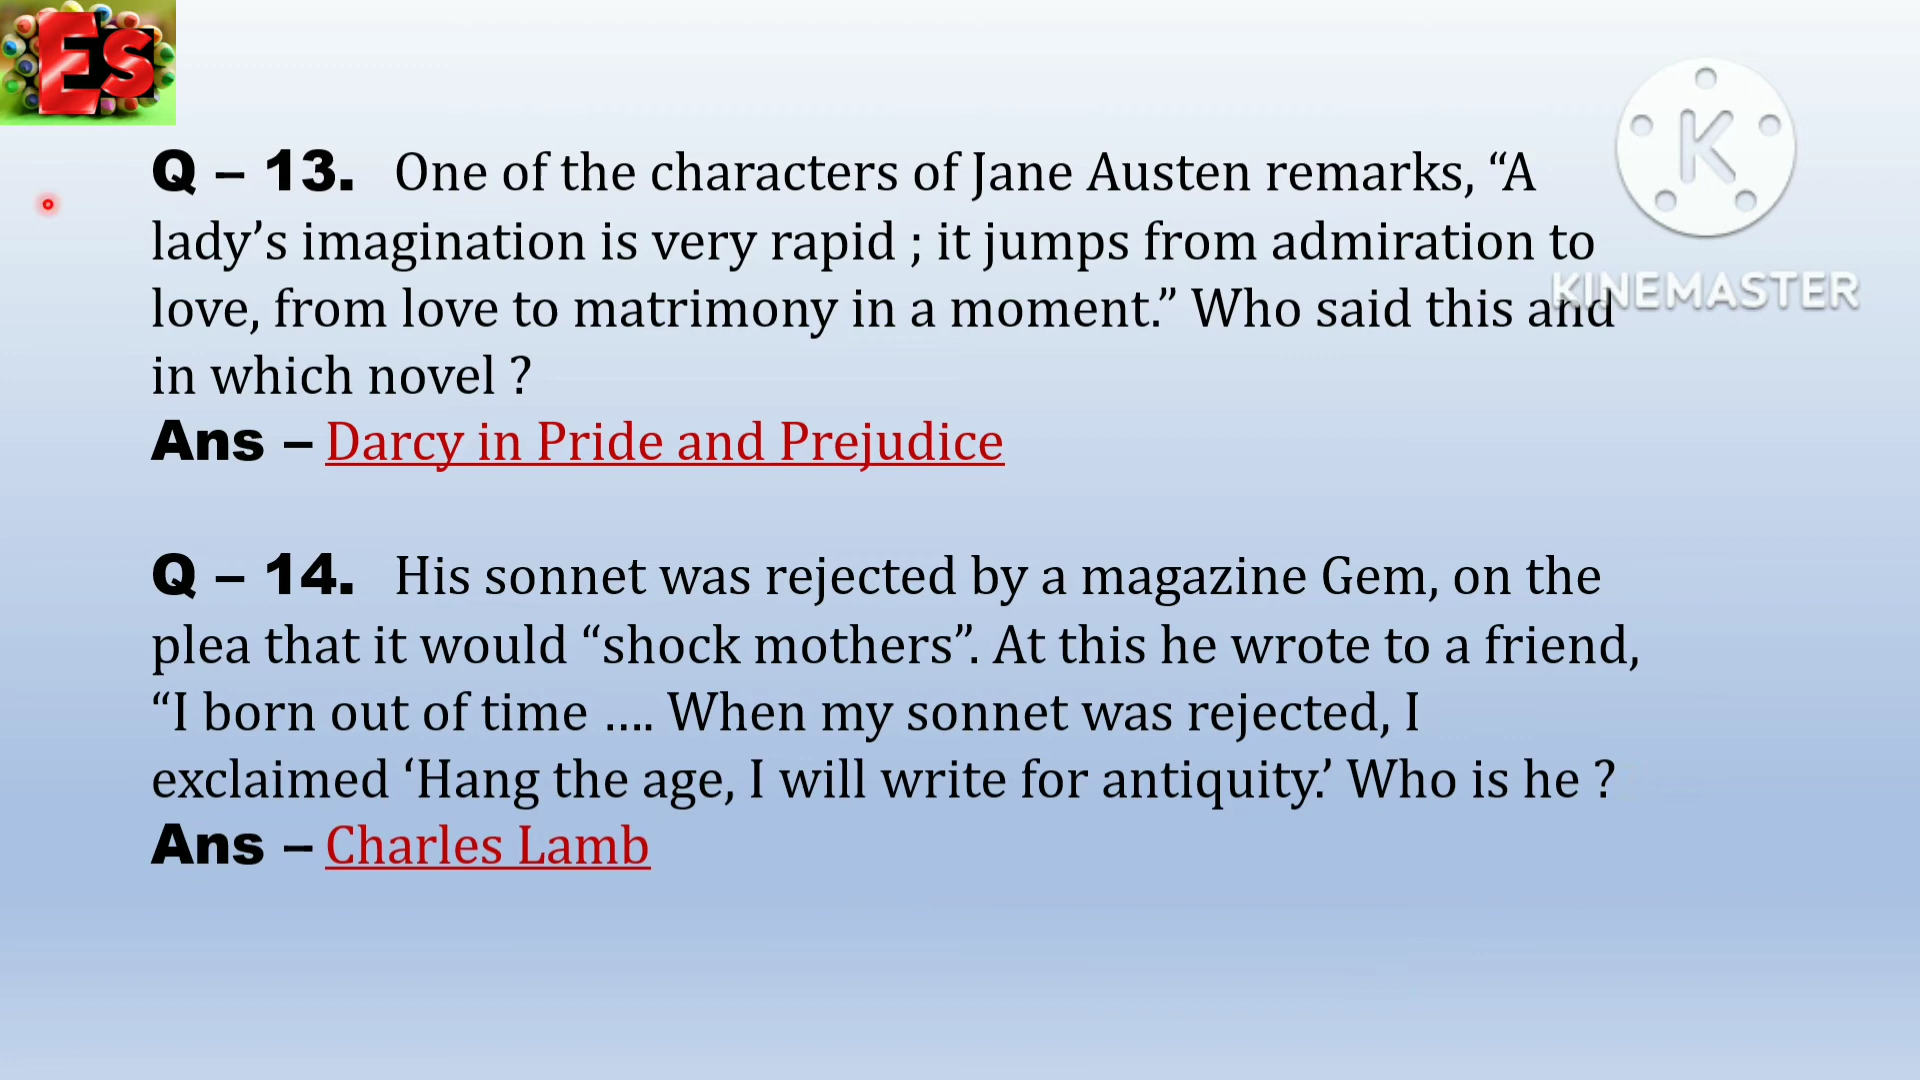 Es
K
Q – 13. One of the characters of Jane Austen remarks, “A
lady’s imagination is very rapid ; it jumps from admiration to
love, from love to matrimony in a moment.” Who said this and
KINEMASTER
in which novel ?
Ans – Darcy in Pride and Prejudice
Q – 14. His sonnet was rejected by a magazine Gem, on the
plea that it would “shock mothers”. At this he wrote to a friend,
“I born out of time .... When my sonnet was rejected, I
exclaimed ‘Hang the age, I will write for antiquity.’ Who is he ?
Ans – Charles Lamb